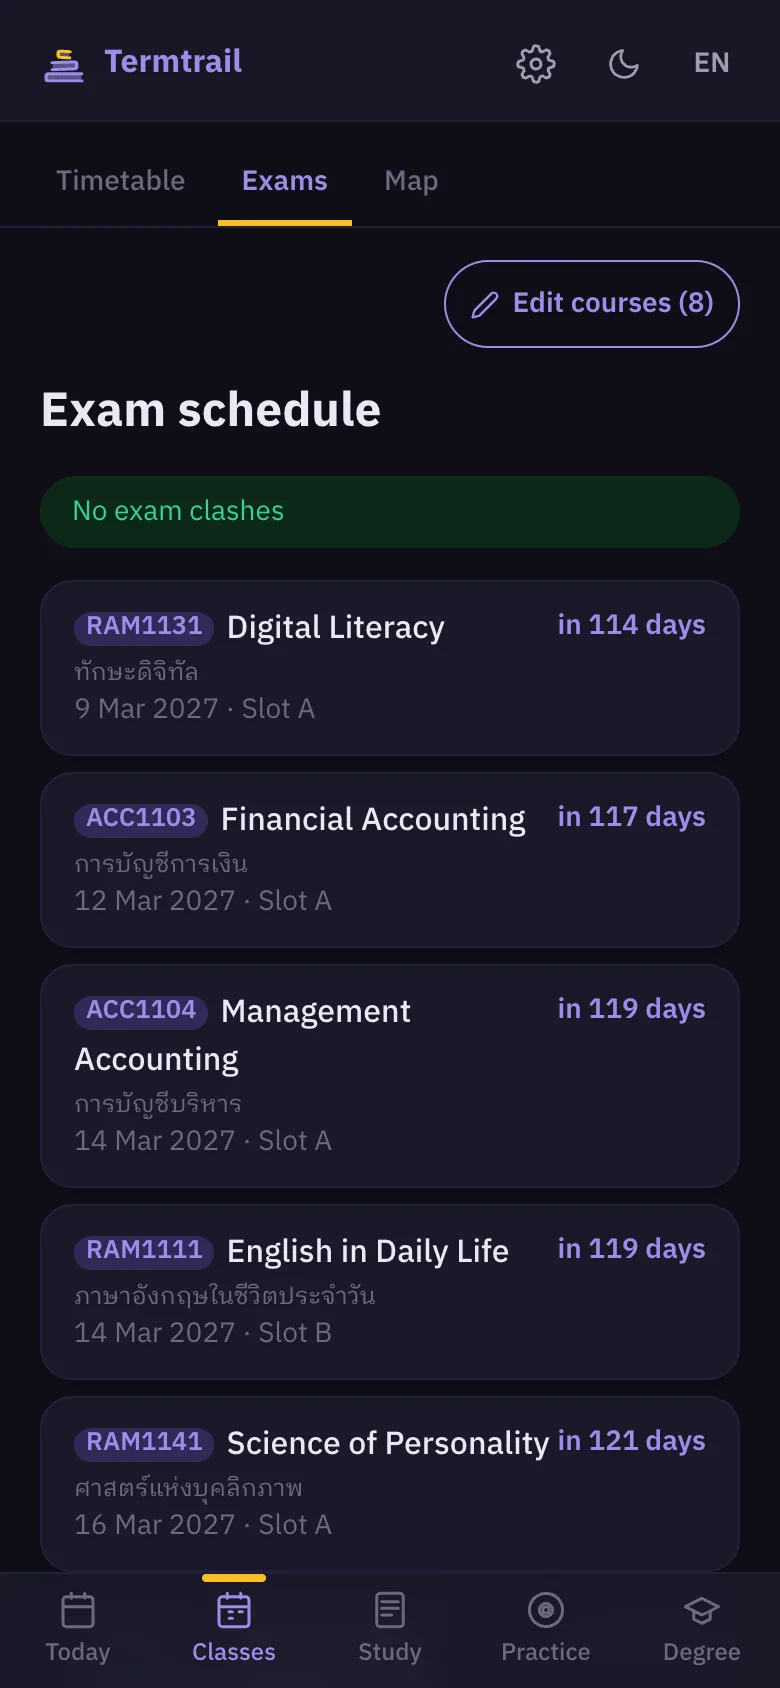 Termtrail
EN
Timetable
Exams
Map
Edit courses (8)
Exam schedule
No exam clashes
RAM1131 Digital Literacy in 114 days
ทักษะดิจิทัล
9 Mar 2027 · Slot A
ACC1103 Financial Accounting in 117 days
การบัญชีการเงิน
12 Mar 2027 · Slot A
ACC1104 Management in 119 days
Accounting
การบัญชีบริหาร
14 Mar 2027 · Slot A
RAM1111 English in Daily Life in 119 days
ภาษาอังกฤษในชีวิตประจำวัน
14 Mar 2027 · Slot B
RAM1141 Science of Personality in 121 days
ศาสตร์แห่งบุคลิกภาพ
16 Mar 2027 · Slot A
Today
Classes
Study
Practice
Degree